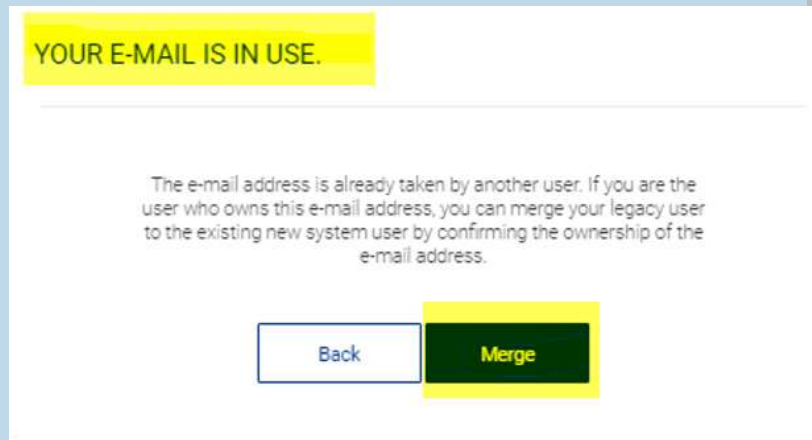 YOUR E-MAIL IS IN USE.
The e-mail address is already taken by another user. If you are the
user who owns this e-mail address, you can merge your legacy user
to the existing new system user by confirming the ownership of the
e-mail address.
Back
Merge